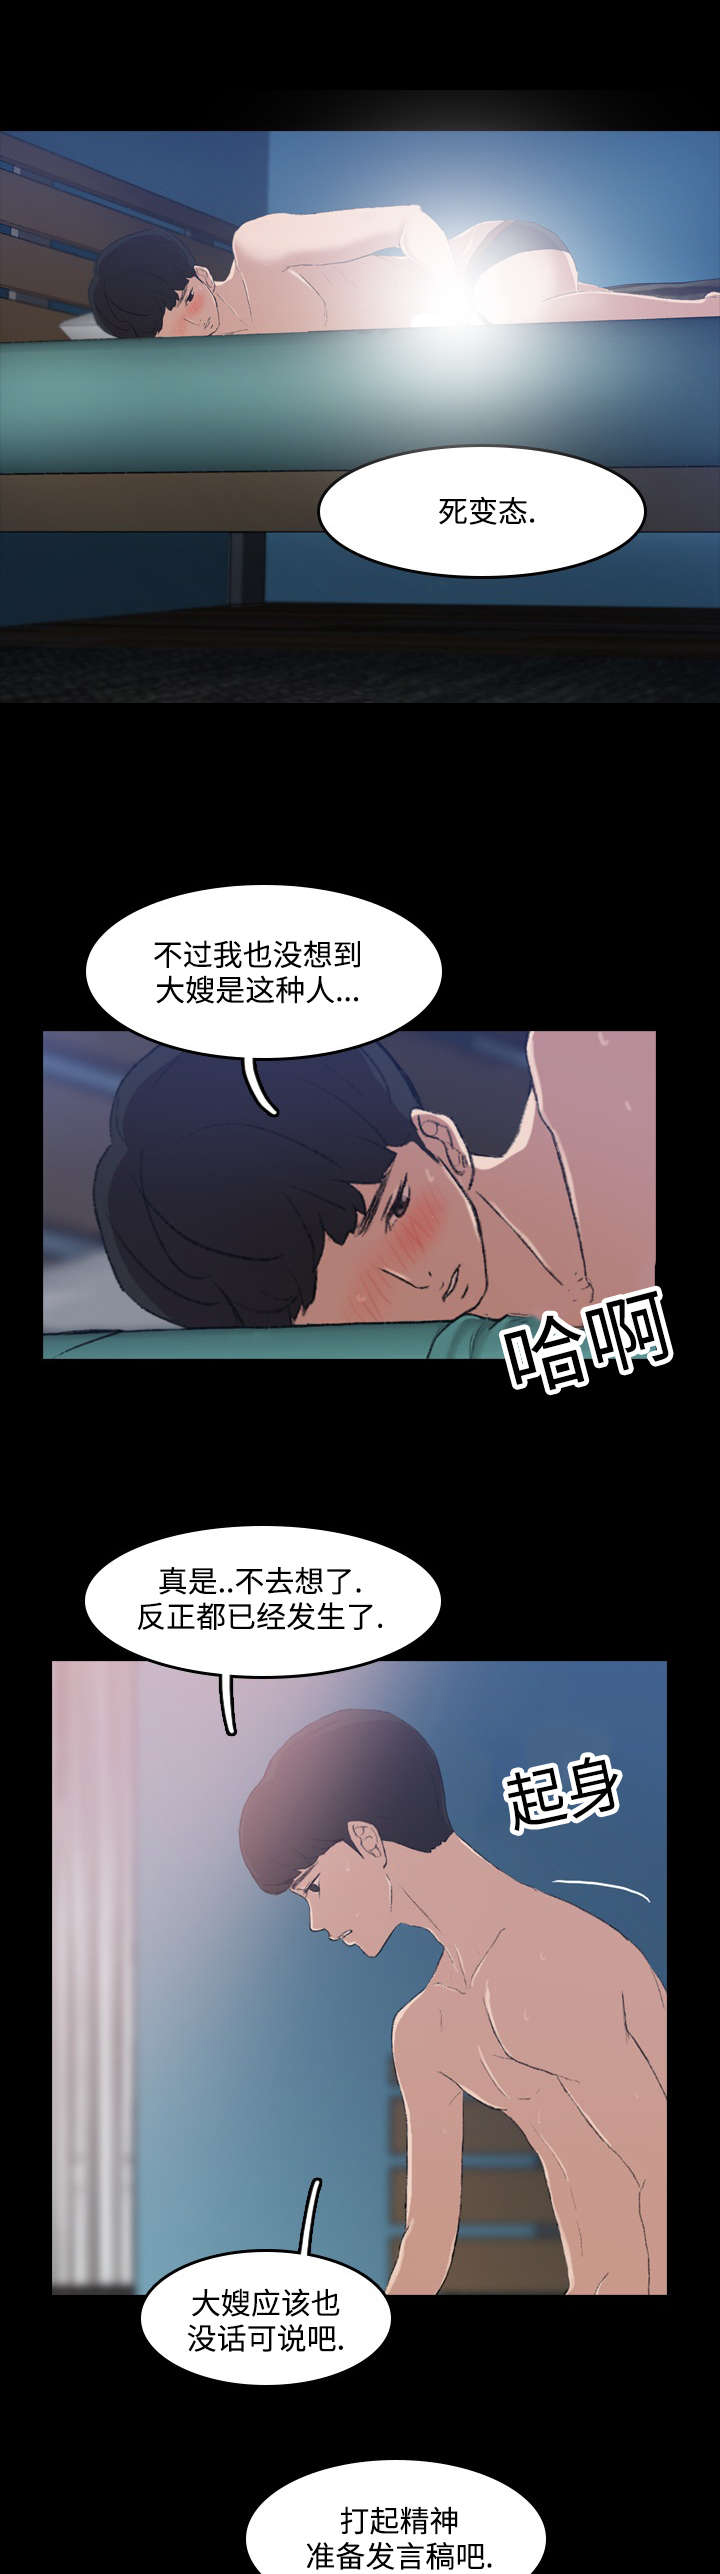 死变态.
不过我也没想到
大嫂是这种人...
哈啊
真是..不去想了.
反正都已经发生了.
起身
大嫂应该也
没话可说吧.
打起精神
准备发言稿吧.